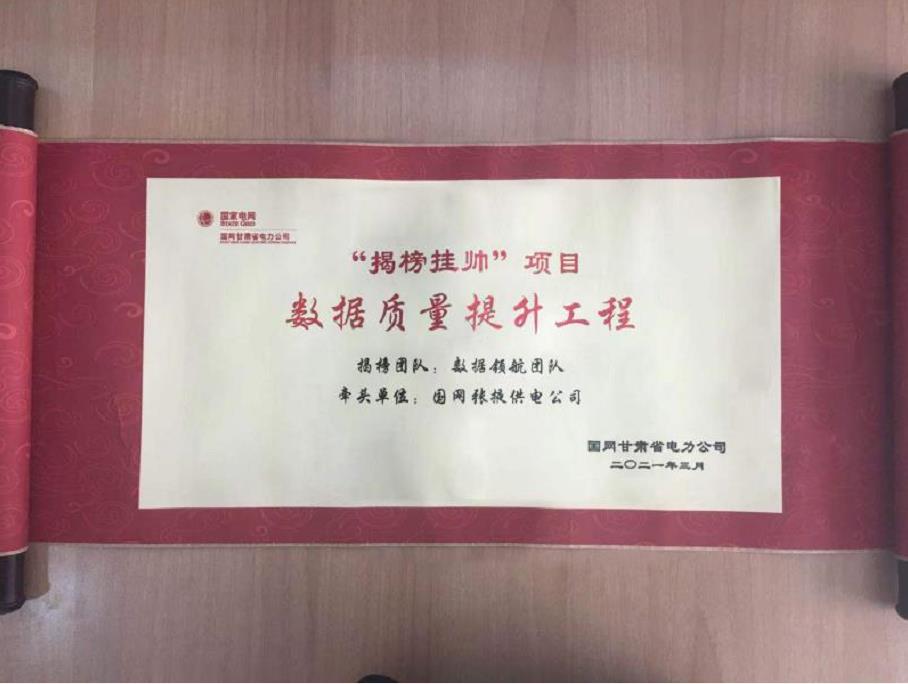 国家电网
STATE GRID
国网甘肃省电力公司
“揭榜挂帅”项目
数据质量提升工程
揭榜团队：数据领航团队
牵头单位：国网张掖供电公司
国网甘肃省电力公司
二〇二一年三月